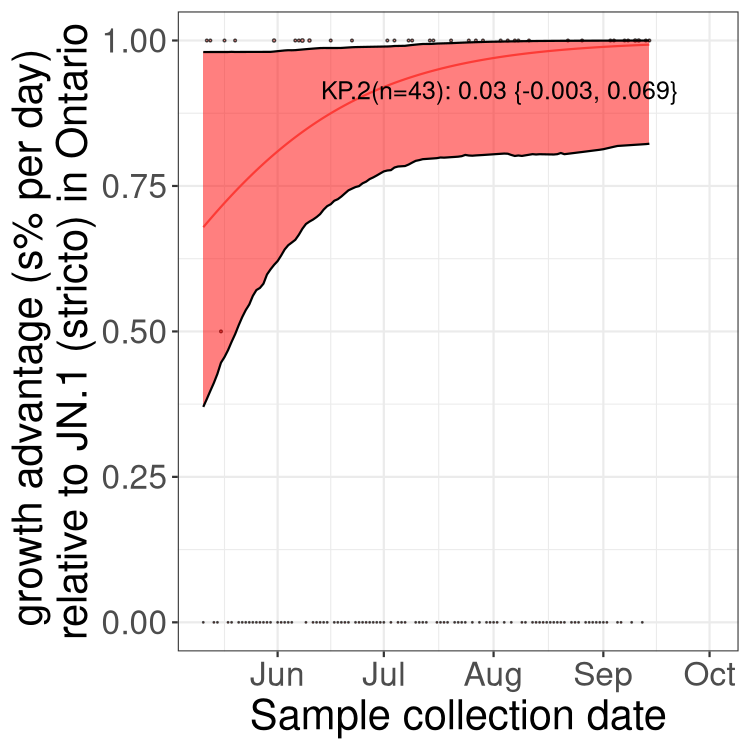 growth advantage (s% per day)
relative to JN.1 (stricto) in Ontario
1.00
0.75
0.50
0.25
0.00
KP.2(n=43): 0.03 {-0.003, 0.069}
Jun Jul Aug Sep Oct
Sample collection date